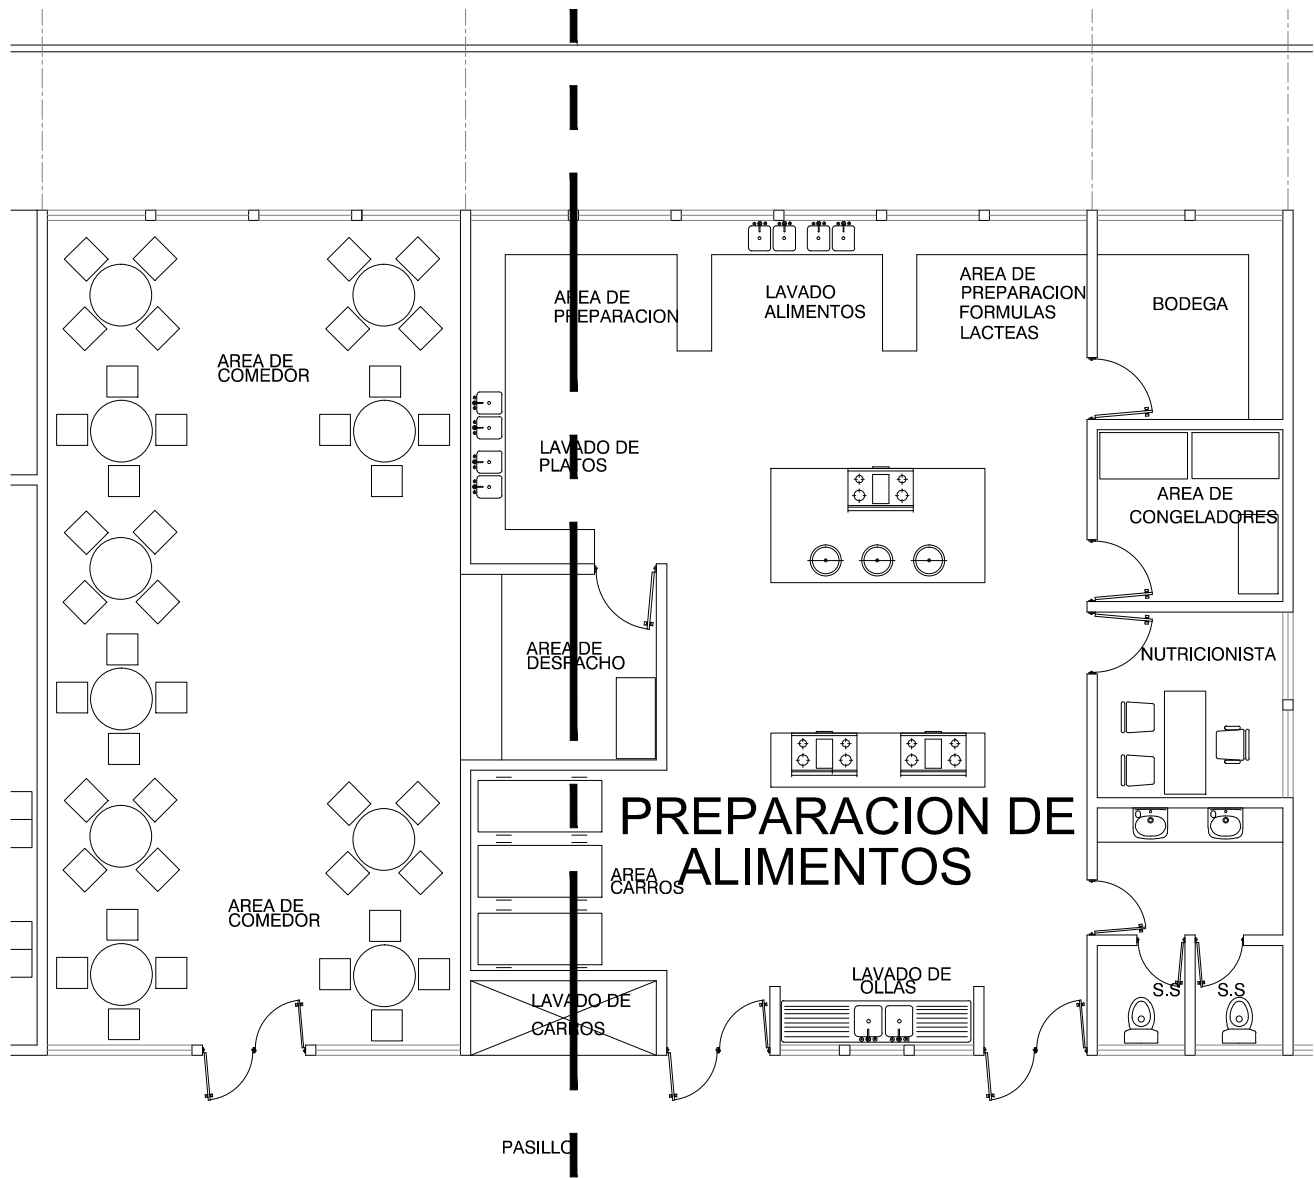 AREA DE
PREPARACION
LAVADO
ALIMENTOS
AREA DE
PREPARACION
FORMULAS
LACTEAS
BODEGA
AREA DE
COMEDOR
LAVADO DE
PLATOS
AREA DE
CONGELADORES
AREA DE
DESPACHO
NUTRICIONISTA
PREPARACION DE
ALIMENTOS
AREA
CARROS
AREA DE
COMEDOR
LAVADO DE
OLLAS
S.S
S.S
LAVADO DE
CARROS
PASILLO